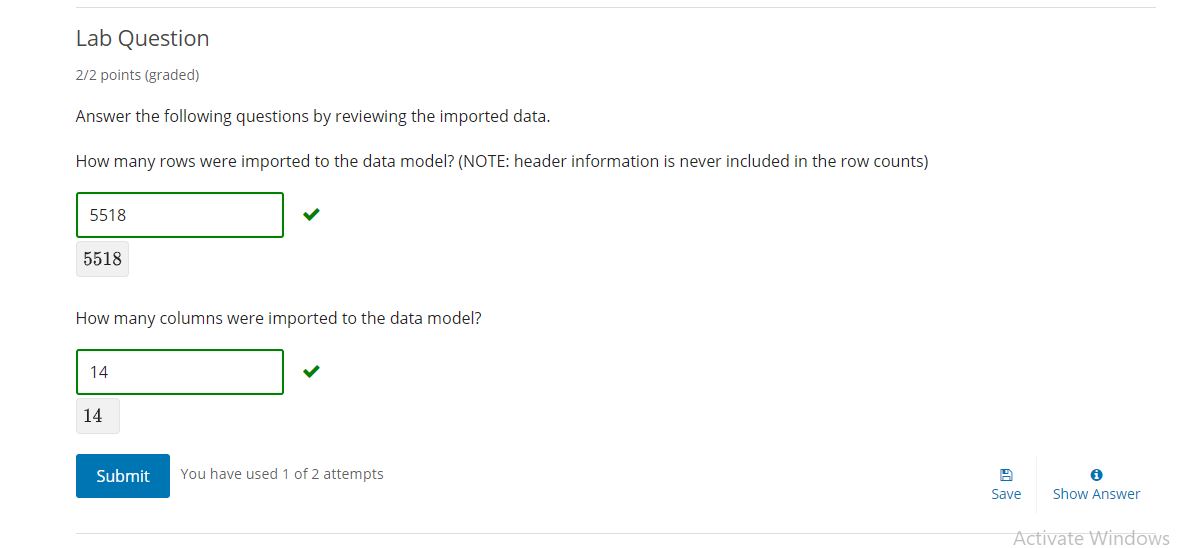 Lab Question
2/2 points (graded)
Answer the following questions by reviewing the imported data.
How many rows were imported to the data model? (NOTE: header information is never included in the row counts)
5518
5518
How many columns were imported to the data model?
14
14
Submit
You have used 1 of 2 attempts
Save
Show Answer
Activate Windows